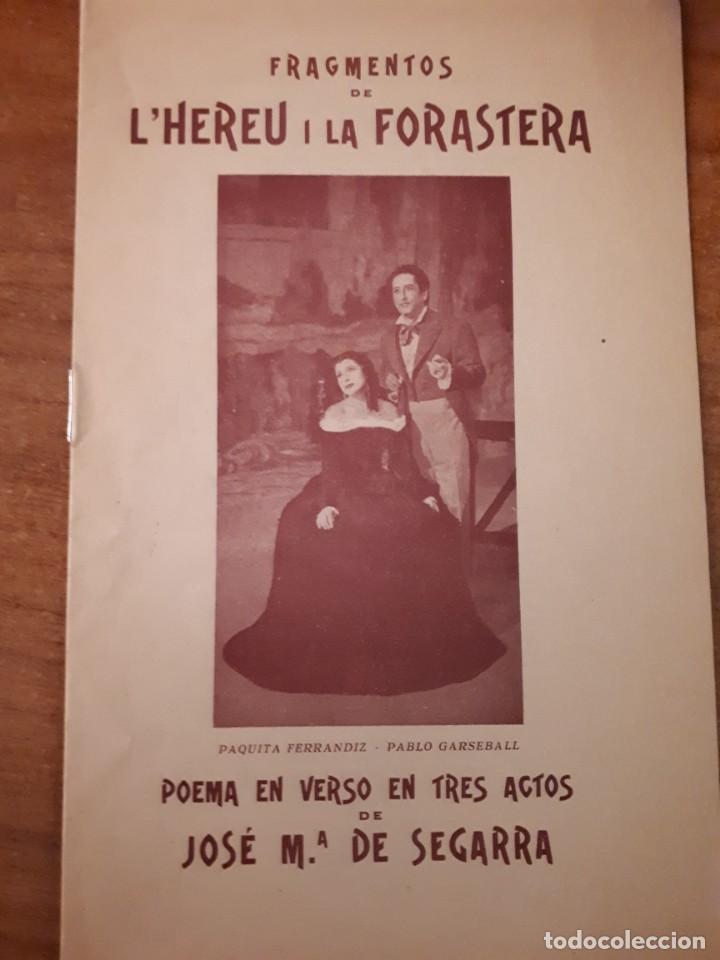 FRAGMENTOS
DE
L'HEREU I LA FORASTERA
PAQUITA FERRANDIZ - PABLO GARSEBALL
POEMA EN VERSO EN TRES ACTOS
DE
JOSÉ M.ª DE SEGARRA
todocoleccion